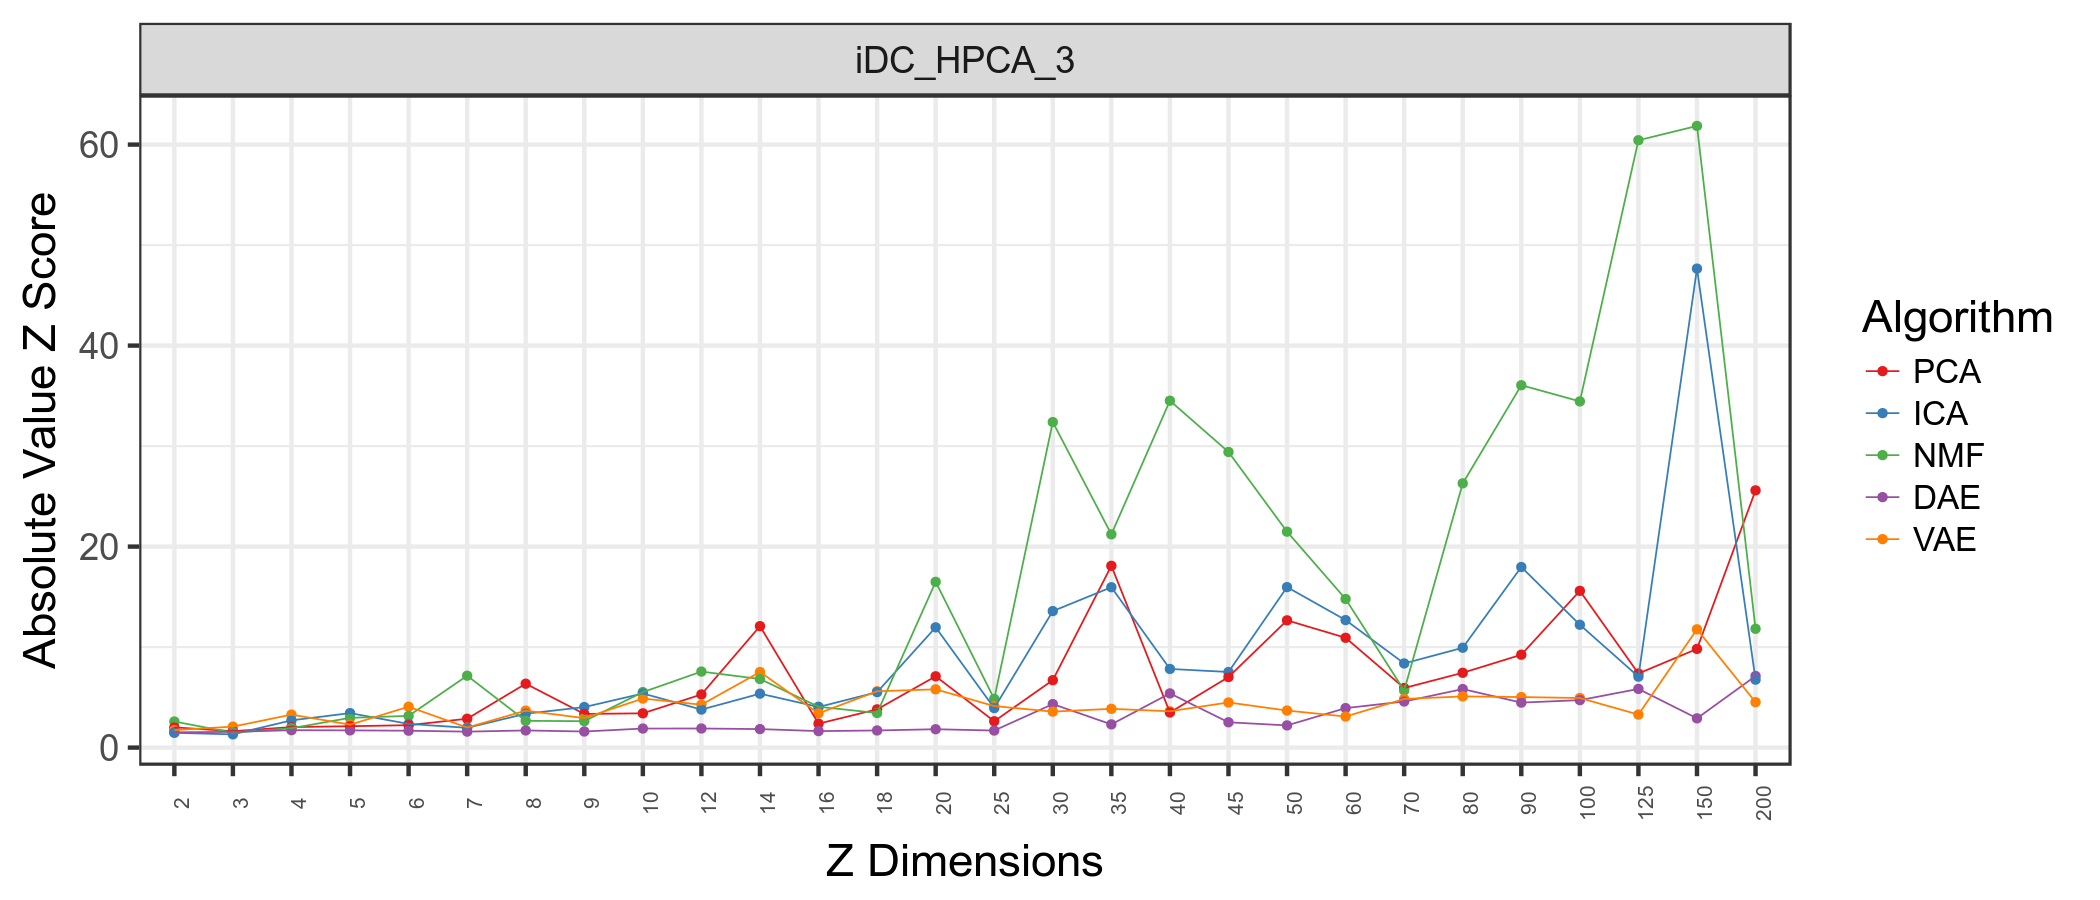 iDC_HPCA_3
Absolute Value Z Score
60
40
20
0
2 3 4 5 6 7 8 9 10 12 14 16 18 20 25 30 35 40 45 50 60 70 80 90 100 125 150 200
Z Dimensions
Algorithm
PCA
ICA
NMF
DAE
VAE